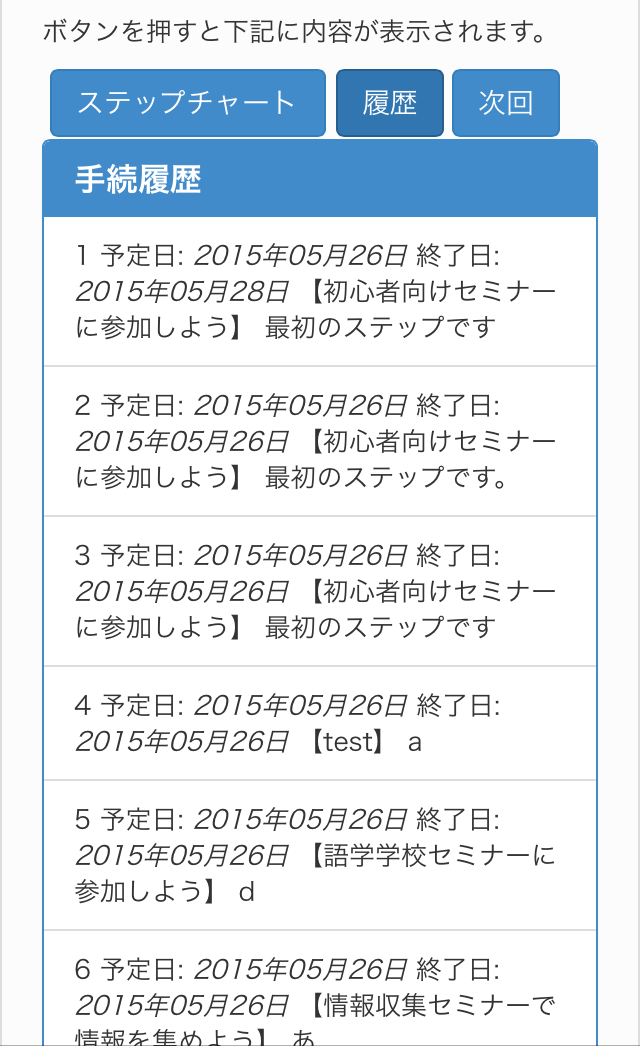 ボタンを押すと下記に内容が表示されます。
ステップチャート 履歴 次回
手続履歴
1 予定日: 2015年05月26日 終了日:
2015年05月28日 【初心者向けセミナー
に参加しよう】 最初のステップです
2 予定日: 2015年05月26日 終了日:
2015年05月26日 【初心者向けセミナー
に参加しよう】 最初のステップです。
3 予定日: 2015年05月26日 終了日:
2015年05月26日 【初心者向けセミナー
に参加しよう】 最初のステップです
4 予定日: 2015年05月26日 終了日:
2015年05月26日 【test】 a
5 予定日: 2015年05月26日 終了日:
2015年05月26日 【語学学校セミナーに
参加しよう】 d
6 予定日: 2015年05月26日 終了日:
2015年05月26日 【情報収集セミナーで
情報を集めよう】 あ